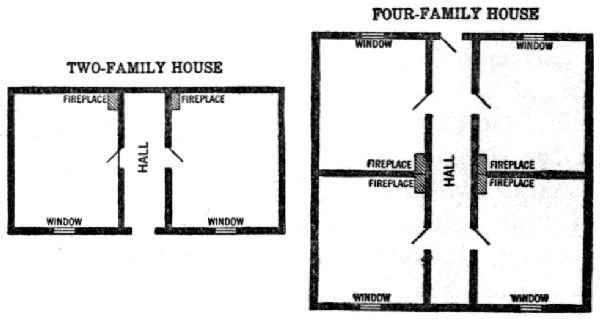 TWO-FAMILY HOUSE
FIREPLACE FIREPLACE
HALL
WINDOW WINDOW
FOUR-FAMILY HOUSE
WINDOW WINDOW
FIREPLACE FIREPLACE
HALL
FIREPLACE FIREPLACE
WINDOW WINDOW